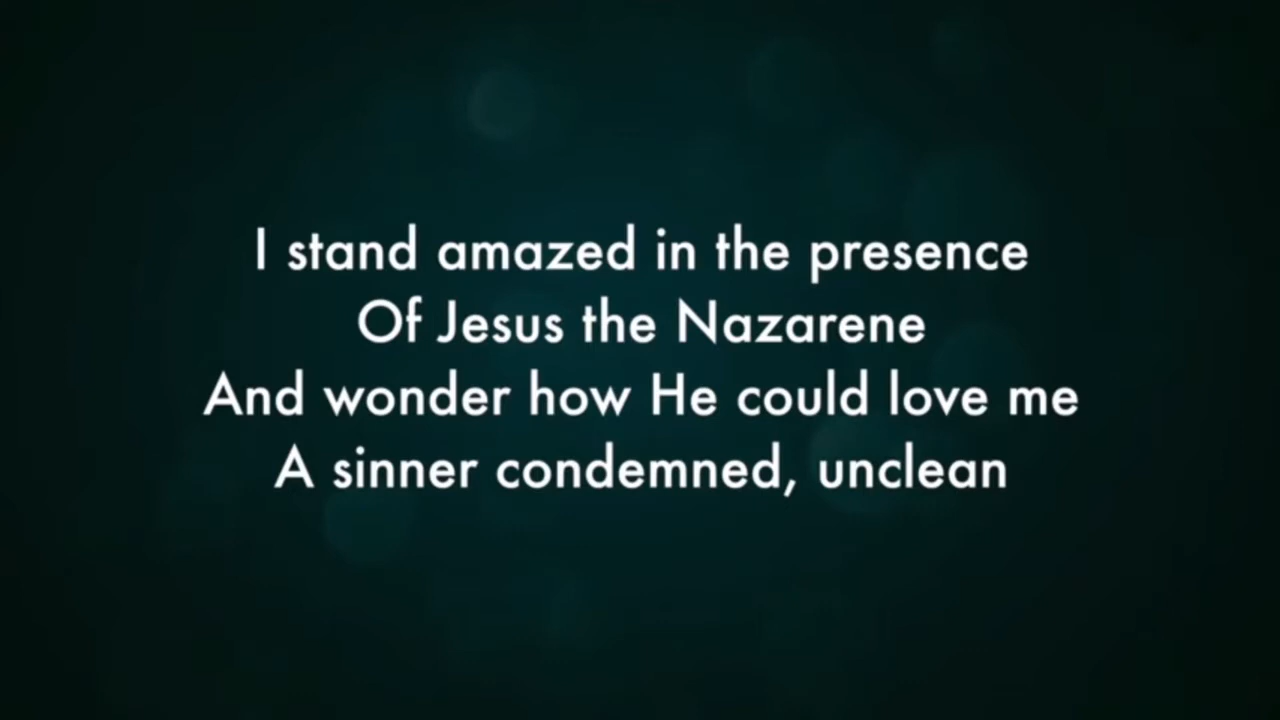 I stand amazed in the presence
Of Jesus the Nazarene
And wonder how He could love me
A sinner condemned, unclean